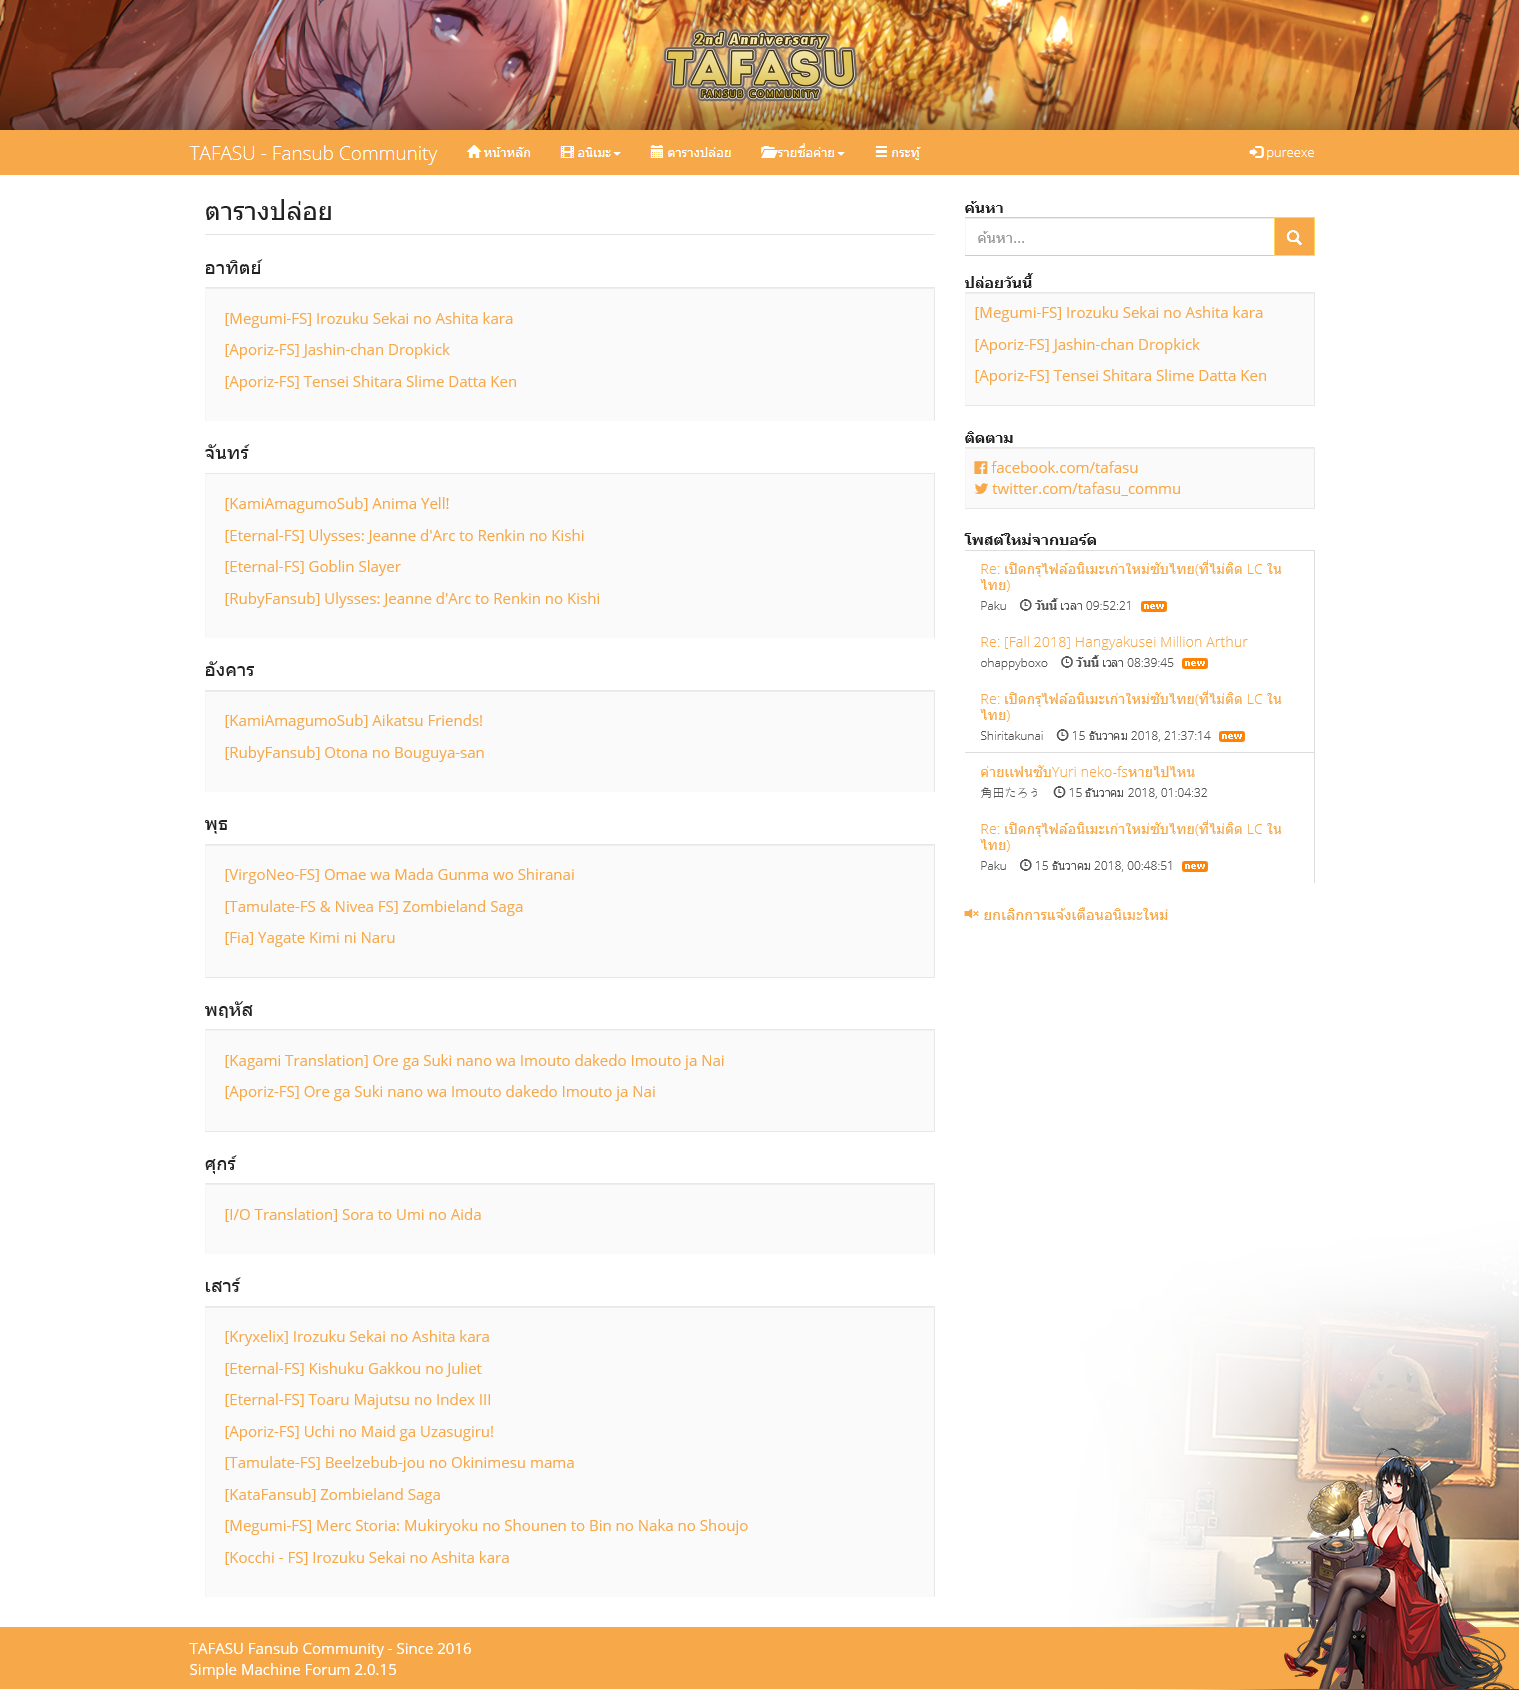 2nd Anniversary
TAFASU
FANSUB COMMUNITY
TAFASU - Fansub Community
หน้าหลัก
อนิเมะ
ตารางปล่อย
รายชื่อค่าย
กระทู้
pureexe
ตารางปล่อย
อาทิตย์
[Megumi-FS] Irozuku Sekai no Ashita kara
[Aporiz-FS] Jashin-chan Dropkick
[Aporiz-FS] Tensei Shitara Slime Datta Ken
จันทร์
[KamiAmagumoSub] Anima Yell!
[Eternal-FS] Ulysses: Jeanne d'Arc to Renkin no Kishi
[Eternal-FS] Goblin Slayer
[RubyFansub] Ulysses: Jeanne d'Arc to Renkin no Kishi
อังคาร
[KamiAmagumoSub] Aikatsu Friends!
[RubyFansub] Otona no Bouguya-san
พุธ
[VirgoNeo-FS] Omae wa Mada Gunma wo Shiranai
[Tamulate-FS & Nivea FS] Zombieland Saga
[Fia] Yagate Kimi ni Naru
พฤหัส
[Kagami Translation] Ore ga Suki nano wa Imouto dakedo Imouto ja Nai
[Aporiz-FS] Ore ga Suki nano wa Imouto dakedo Imouto ja Nai
ศุกร์
[I/O Translation] Sora to Umi no Aida
เสาร์
[Kryxelix] Irozuku Sekai no Ashita kara
[Eternal-FS] Kishuku Gakkou no Juliet
[Eternal-FS] Toaru Majutsu no Index III
[Aporiz-FS] Uchi no Maid ga Uzasugiru!
[Tamulate-FS] Beelzebub-jou no Okinimesu mama
[KataFansub] Zombieland Saga
[Megumi-FS] Merc Storia: Mukiryoku no Shounen to Bin no Naka no Shoujo
[Kocchi - FS] Irozuku Sekai no Ashita kara
ค้นหา
ค้นหา...
ปล่อยวันนี้
[Megumi-FS] Irozuku Sekai no Ashita kara
[Aporiz-FS] Jashin-chan Dropkick
[Aporiz-FS] Tensei Shitara Slime Datta Ken
ติดตาม
facebook.com/tafasu
twitter.com/tafasu_commu
โพสต์ใหม่จากบอร์ด
Re: เปิดกรุไฟล์อนิเมะเก่าใหม่ซับไทย(ที่ไม่ติด LC ใน
ไทย)
Paku วันนี้ เวลา 09:52:21 new
Re: [Fall 2018] Hangyakusei Million Arthur
ohappyboxo วันนี้ เวลา 08:39:45 new
Re: เปิดกรุไฟล์อนิเมะเก่าใหม่ซับไทย(ที่ไม่ติด LC ใน
ไทย)
Shiritakunai 15 ธันวาคม 2018, 21:37:14 new
ค่ายแฟนซับYuri neko-fsหายไปไหน
角田たろう 15 ธันวาคม 2018, 01:04:32
Re: เปิดกรุไฟล์อนิเมะเก่าใหม่ซับไทย(ที่ไม่ติด LC ใน
ไทย)
Paku 15 ธันวาคม 2018, 00:48:51 new
ยกเลิกการแจ้งเตือนอนิเมะใหม่
TAFASU Fansub Community - Since 2016
Simple Machine Forum 2.0.15